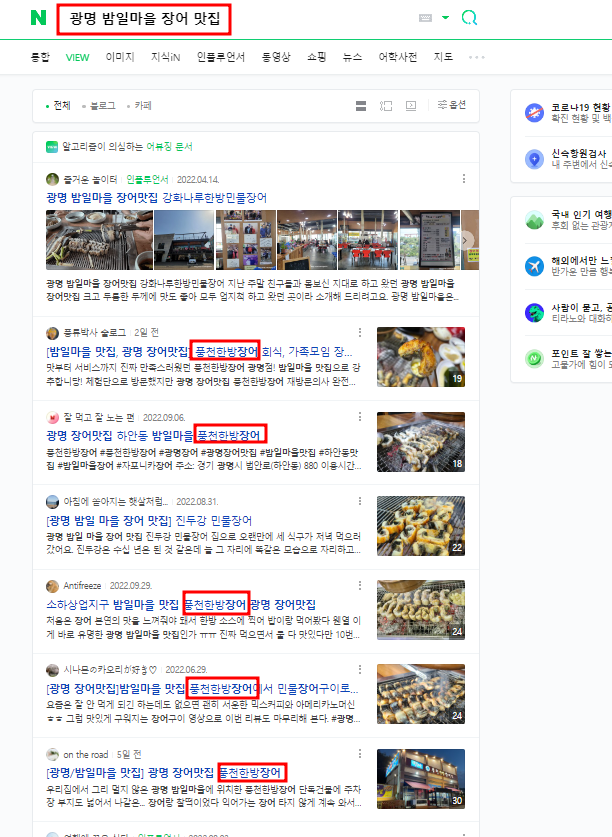 N 광명 밤일마을 장어 맛집
통합 VIEW 이미지 지식iN 인플루언서 동영상 쇼핑 뉴스 어학사전 지도
전체 블로그 카페 옵션
알고리즘이 의심하는 어뷰징 문서
즐거운 놀이터 인플루언서 2022.04.14.
광명 밤일마을 장어맛집 강화나루한방민물장어
광명 밤일마을 장어맛집 강화나루한방민물장어 지난 주말 친구들과 몸보신 지대로 하고 왔던 광명 밤일마을
장어맛집 크고 두툼한 두께에 맛도 좋아 모두 엄지척 하고 왔던 곳이라 소개해 드리려고요. 광명 밤일마을은...
풍류박사 슬로그 2일 전
[밤일마을 맛집, 광명 장어맛집] 풍천한방장어 회식, 가족모임 장...
맛부터 서비스까지 진짜 만족스러웠던 풍천한방장어 광명점! 밤일마을 맛집으로 강
추합니당! 체험단으로 방문했지만 광명 장어맛집 풍천한방장어 재방문의사 완전...
19
잘 먹고 잘 노는 편 2022.09.06.
광명 장어맛집 하안동 밤일마을 풍천한방장어
풍천한방장어 #풍천한방장어 #광명장어 #광명장어맛집 #밤일마을맛집 #하안동맛
집 #밤일마을장어 #자포니카장어 주소: 경기 광명시 범안로(하안동) 880 이용시간...
18
아침에 쏟아지는 햇살처럼... 2022.08.31.
[광명 밤일 마을 장어 맛집] 진두강 민물장어
광명 밤일 마을 장어 맛집 진두강 민물장어 집으로 오랜만에 세 식구가 저녁 먹으러
갔어요. 진두강은 수십 년은 된 것 같은데 늘 그 자리에 똑같은 모습으로 자리하고...
22
Antifreeze 2022.09.29.
소하상업지구 밤일마을 맛집 풍천한방장어 광명 장어맛집
처음은 장어 본연의 맛을 느껴줘야 돼서 한방 소스에 찍어 밥이랑 먹어봤다 웬열 이
게 바로 유명한 광명 밤일마을 맛집인가 ㅠㅠ 진짜 먹으면서 둘 다 맛있다만 10번...
24
시나몬の카오리が好き♡ 2022.06.29.
[광명 장어맛집]밤일마을 맛집 풍천한방장어에서 민물장어구이로...
요즘은 잘 안 먹게 되긴 하는데도 없으면 괜히 서운한 믹스커피와 아메리카노머신
ㅎㅎ 그럼 맛있게 구워지는 장어구이 영상으로 이번 리뷰도 마무리해 본다. #광명...
24
on the road 5일 전
[광명/밤일마을 맛집] 광명 장어맛집 풍천한방장어
우리집에서 그리 멀지 않은 광명 밤일마을에 위치한 풍천한방장어 단독건물에 주차
장 부지도 넓어서 나같은... 장어랑 찰떡이었다 익어가는 장어 타지 않게 계속 와서...
30
코로나19 현황
확진 현황 및 백
신속항원검사
내 주변에서 신속
국내 인기 여행
후회 없는 관광지
해외에서만 느
반가운 만큼 행복
사람이 묻고, 공
티라노와 대화하
포인트 잘 쌓는
고물가에 힘이 되